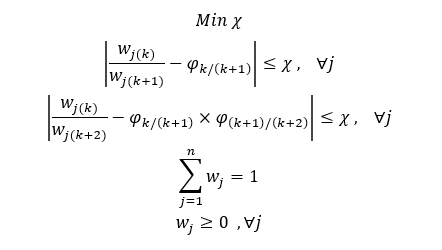 Min χ
|w_{j(k)} / w_{j(k+1)} − φ_{k/(k+1)}| ≤ χ , ∀j
|w_{j(k)} / w_{j(k+2)} − φ_{k/(k+1)} × φ_{(k+1)/(k+2)}| ≤ χ , ∀j
∑_{j=1}^{n} w_j = 1
w_j ≥ 0 , ∀j